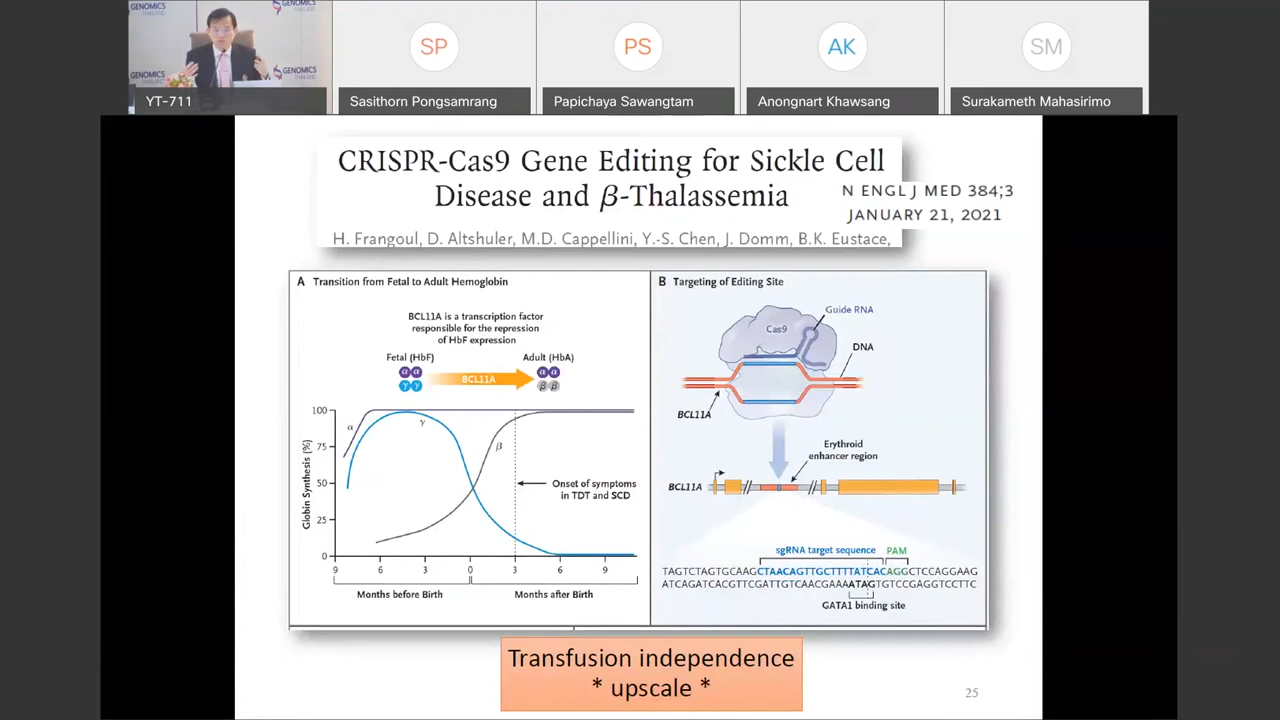 GENOMICS
THAILAND
GENOMICS
THAILAND
GENOMICS
THAILAND
GENOMICS
THAILAND
SP
PS
AK
SM
YT-711
Sasithorn Pongsamrang
Papichaya Sawangtam
Anongnart Khawsang
Surakameth Mahasirimo
CRISPR-Cas9 Gene Editing for Sickle Cell
Disease and β-Thalassemia
N ENGL J MED 384;3
JANUARY 21, 2021
H. Frangoul, D. Altshuler, M.D. Cappellini, Y.-S. Chen, J. Domm, B.K. Eustace,
A Transition from Fetal to Adult Hemoglobin
BCL11A is a transcription factor
responsible for the repression
of HbF expression
Fetal (HbF)
Adult (HbA)
α α
γ γ
BCL11A
α α
β β
Globin Synthesis (%)
100
75
50
25
0
α
γ
β
Onset of symptoms
in TDT and SCD
9 6 3 0 3 6 9
Months before Birth
Months after Birth
B Targeting of Editing Site
Guide RNA
Cas9
DNA
BCL11A
Erythroid
enhancer region
BCL11A
sgRNA target sequence
PAM
TAGTCTAGTGCAAGCTAACAGTTGCTTTTATCACAGGCTCCAGGAAG
ATCAGATCACGTTCGATTGTCAACGAAAATAGTGTCCGAGGTCCTTC
GATA1 binding site
Transfusion independence
* upscale *
25